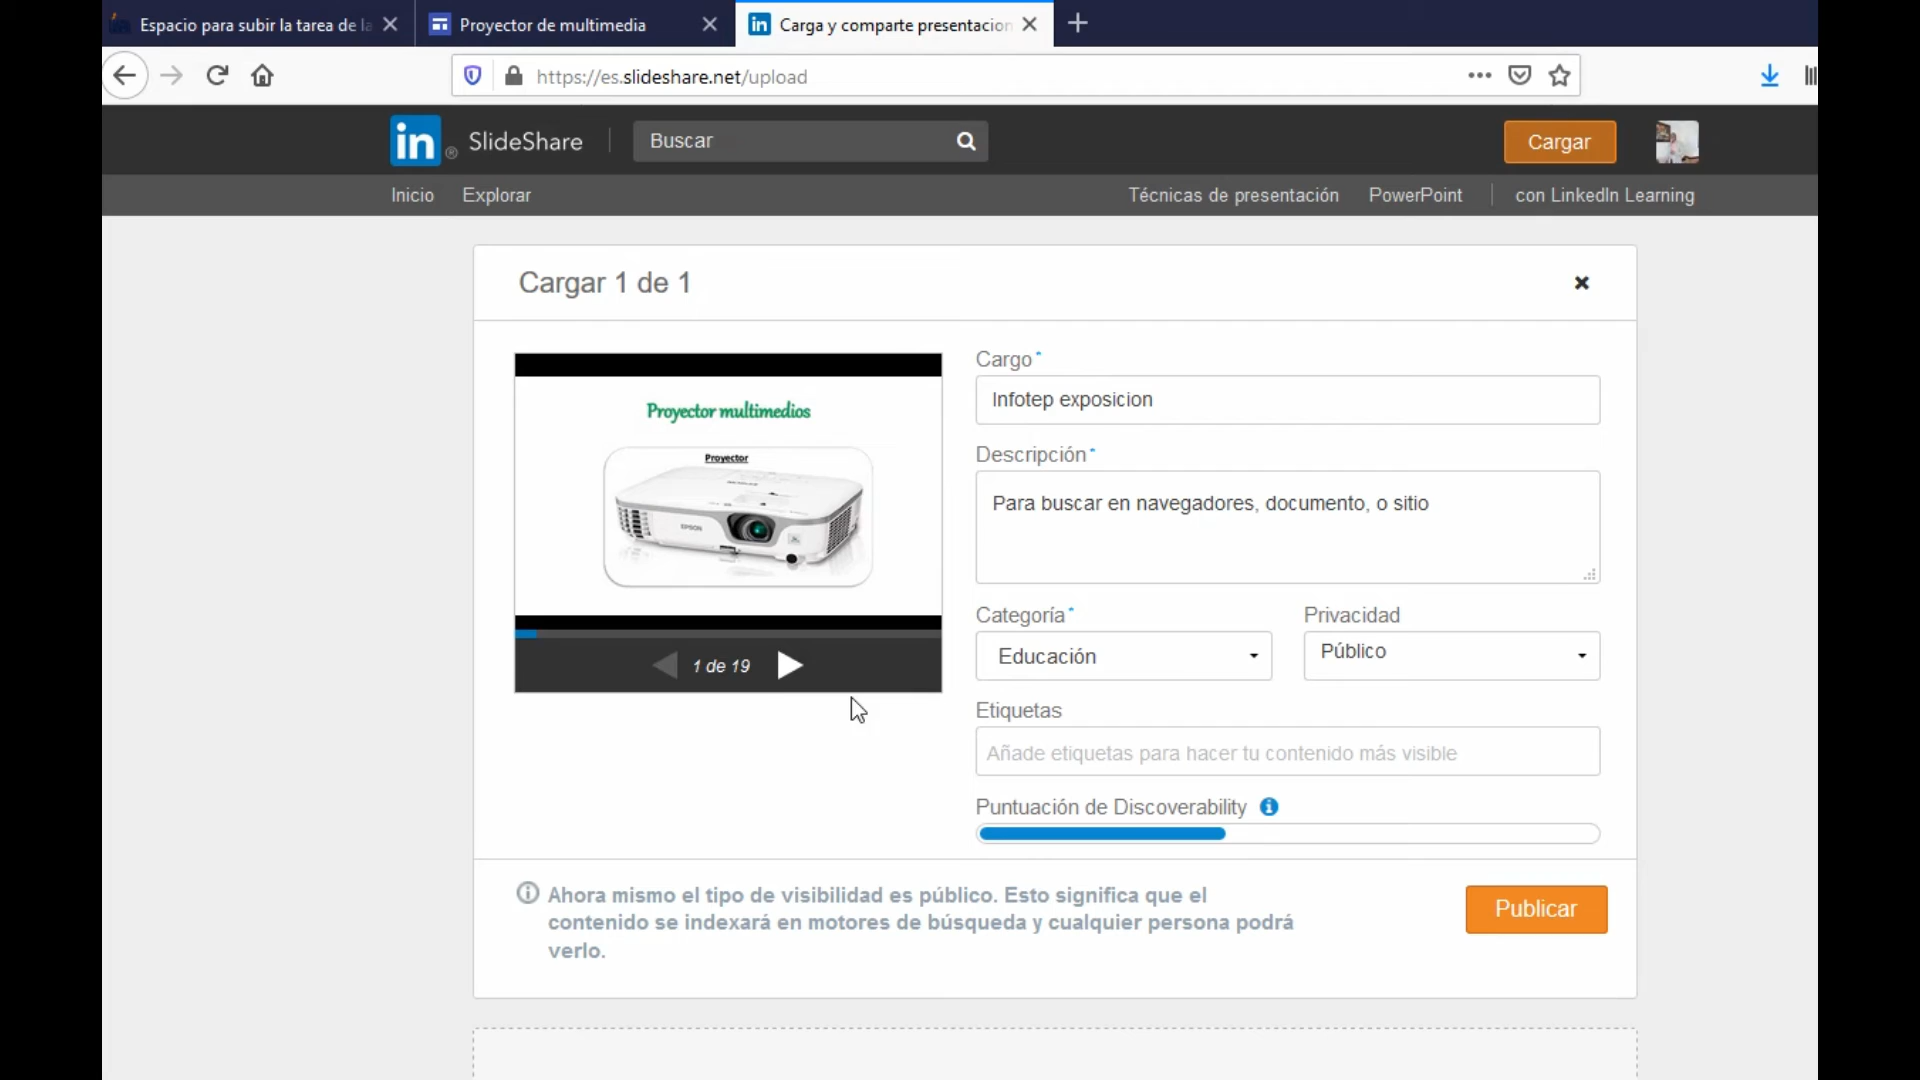 Espacio para subir la tarea de la
Proyector de multimedia
Carga y comparte presentacion
https://es.slideshare.net/upload
in ® SlideShare
Buscar
Cargar
Inicio
Explorar
Técnicas de presentación
PowerPoint
con LinkedIn Learning
Cargar 1 de 1
Proyector multimedios
Proyector
EPSON
1 de 19
Cargo*
Infotep exposicion
Descripción*
Para buscar en navegadores, documento, o sitio
Categoría*
Educación
Privacidad
Público
Etiquetas
Añade etiquetas para hacer tu contenido más visible
Puntuación de Discoverability
Ahora mismo el tipo de visibilidad es público. Esto significa que el
contenido se indexará en motores de búsqueda y cualquier persona podrá
verlo.
Publicar